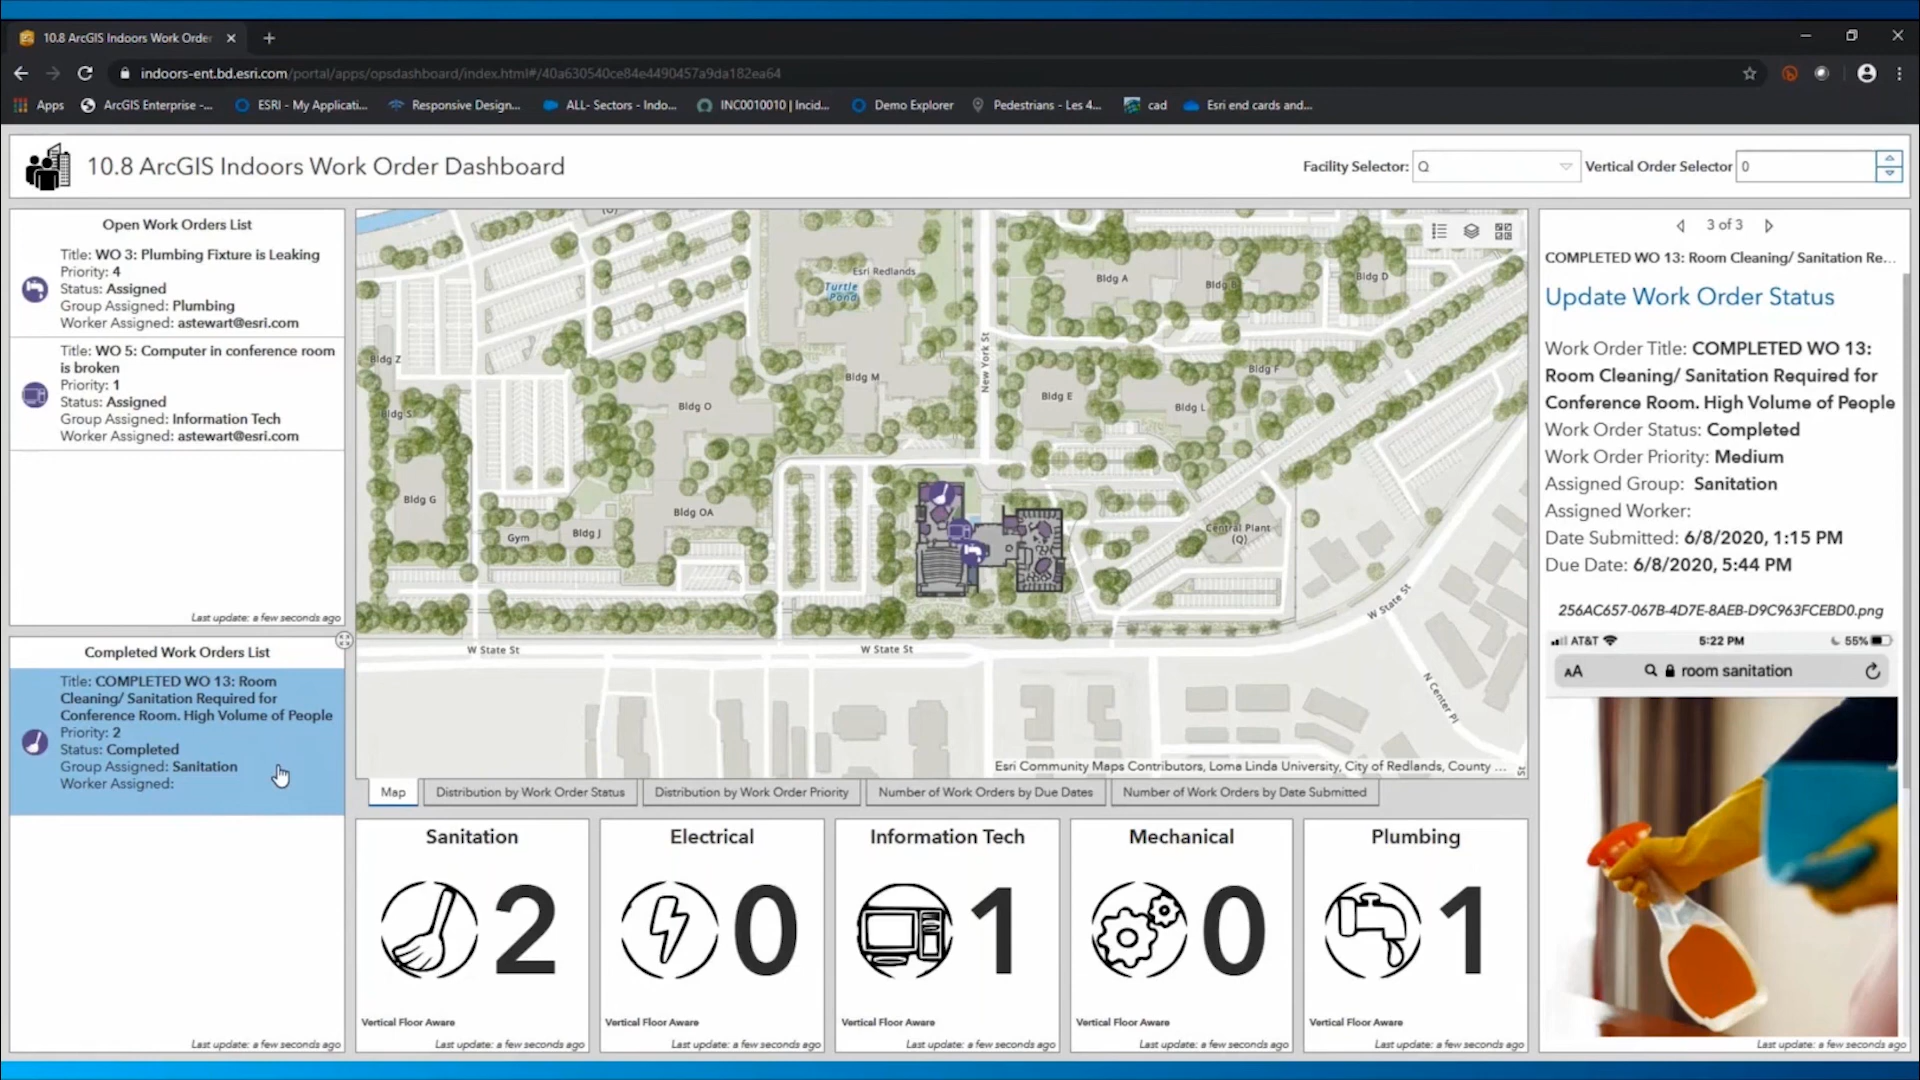 10.8 ArcGIS Indoors Work Order
indoors-ent.bd.esri.com/portal/apps/opsdashboard/index.html#/40a630540ce84e4490457a9da182ea64
Apps
ArcGIS Enterprise -...
ESRI - My Applicati...
Responsive Design...
ALL- Sectors - Indo...
INC0010010 | Incid...
Demo Explorer
Pedestrians - Les 4...
cad
Esri end cards and...
10.8 ArcGIS Indoors Work Order Dashboard
Facility Selector: Q
Vertical Order Selector 0
Open Work Orders List
Title: WO 3: Plumbing Fixture is Leaking
Priority: 4
Status: Assigned
Group Assigned: Plumbing
Worker Assigned: astewart@esri.com
Title: WO 5: Computer in conference room
is broken
Priority: 1
Status: Assigned
Group Assigned: Information Tech
Worker Assigned: astewart@esri.com
Last update: a few seconds ago
Completed Work Orders List
Title: COMPLETED WO 13: Room
Cleaning/ Sanitation Required for
Conference Room. High Volume of People
Priority: 2
Status: Completed
Group Assigned: Sanitation
Worker Assigned:
Last update: a few seconds ago
Esri Redlands
Turtle
Pond
Bldg A
Bldg B
Bldg D
Bldg Z
Bldg M
New York St
Bldg F
Bldg S
Bldg O
Bldg E
Bldg L
Bldg G
Bldg OA
Gym
Bldg J
Central Plant
(Q)
W State St
W State St
W State St
N Center Pl
St
Esri Community Maps Contributors, Loma Linda University, City of Redlands, County ...
Map
Distribution by Work Order Status
Distribution by Work Order Priority
Number of Work Orders by Due Dates
Number of Work Orders by Date Submitted
Sanitation
2
Vertical Floor Aware
Last update: a few seconds ago
Electrical
0
Vertical Floor Aware
Last update: a few seconds ago
Information Tech
1
Vertical Floor Aware
Last update: a few seconds ago
Mechanical
0
Vertical Floor Aware
Last update: a few seconds ago
Plumbing
1
Vertical Floor Aware
Last update: a few seconds ago
3 of 3
COMPLETED WO 13: Room Cleaning/ Sanitation Re...
Update Work Order Status
Work Order Title: COMPLETED WO 13:
Room Cleaning/ Sanitation Required for
Conference Room. High Volume of People
Work Order Status: Completed
Work Order Priority: Medium
Assigned Group: Sanitation
Assigned Worker:
Date Submitted: 6/8/2020, 1:15 PM
Due Date: 6/8/2020, 5:44 PM
256AC657-067B-4D7E-8AEB-D9C963FCEBD0.png
AT&T
5:22 PM
55%
AA
room sanitation
Last update: a few seconds ago